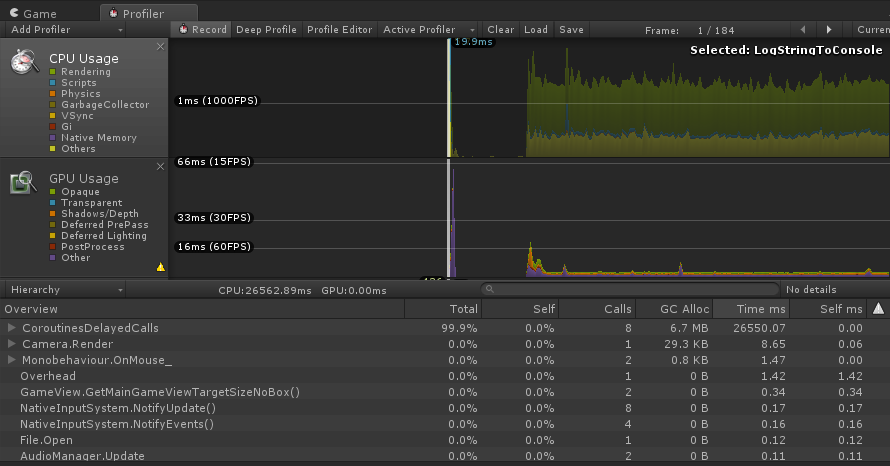 Game
Profiler
Add Profiler
Record Deep Profile Profiler Editor Active Profiler Clear Load Save Frame: 1 / 184 Curren
CPU Usage
Rendering
Scripts
Physics
GarbageCollector
VSync
Gi
Native Memory
Others
19.9ms
Selected: LogStringToConsole
1ms (1000FPS)
GPU Usage
Opaque
Transparent
Shadows/Depth
Deferred PrePass
Deferred Lighting
PostProcess
Other
66ms (15FPS)
33ms (30FPS)
16ms (60FPS)
Hierarchy CPU:26562.89ms GPU:0.00ms No details
Overview Total Self Calls GC Alloc Time ms Self ms
CoroutinesDelayedCalls 99.9% 0.0% 8 6.7 MB 26550.07 0.00
Camera.Render 0.0% 0.0% 1 29.3 KB 8.65 0.06
Monobehaviour.OnMouse_ 0.0% 0.0% 2 0.8 KB 1.47 0.00
Overhead 0.0% 0.0% 1 0 B 1.42 1.42
GameView.GetMainGameViewTargetSizeNoBox() 0.0% 0.0% 2 0 B 0.34 0.34
NativeInputSystem.NotifyUpdate() 0.0% 0.0% 8 0 B 0.17 0.17
NativeInputSystem.NotifyEvents() 0.0% 0.0% 4 0 B 0.16 0.16
File.Open 0.0% 0.0% 1 0 B 0.12 0.12
AudioManager.Update 0.0% 0.0% 2 0 B 0.11 0.11